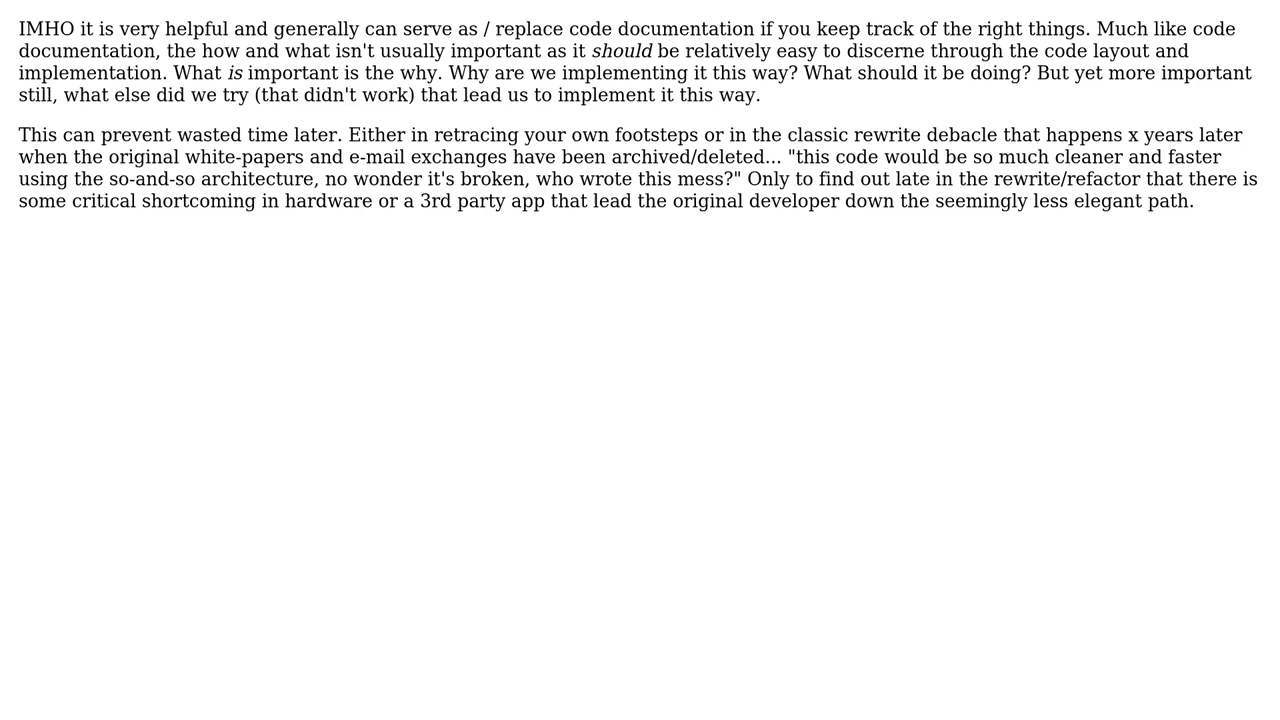 IMHO it is very helpful and generally can serve as / replace code documentation if you keep track of the right things. Much like code
documentation, the how and what isn't usually important as it should be relatively easy to discerne through the code layout and
implementation. What is important is the why. Why are we implementing it this way? What should it be doing? But yet more important
still, what else did we try (that didn't work) that lead us to implement it this way.
This can prevent wasted time later. Either in retracing your own footsteps or in the classic rewrite debacle that happens x years later
when the original white-papers and e-mail exchanges have been archived/deleted... "this code would be so much cleaner and faster
using the so-and-so architecture, no wonder it's broken, who wrote this mess?" Only to find out late in the rewrite/refactor that there is
some critical shortcoming in hardware or a 3rd party app that lead the original developer down the seemingly less elegant path.